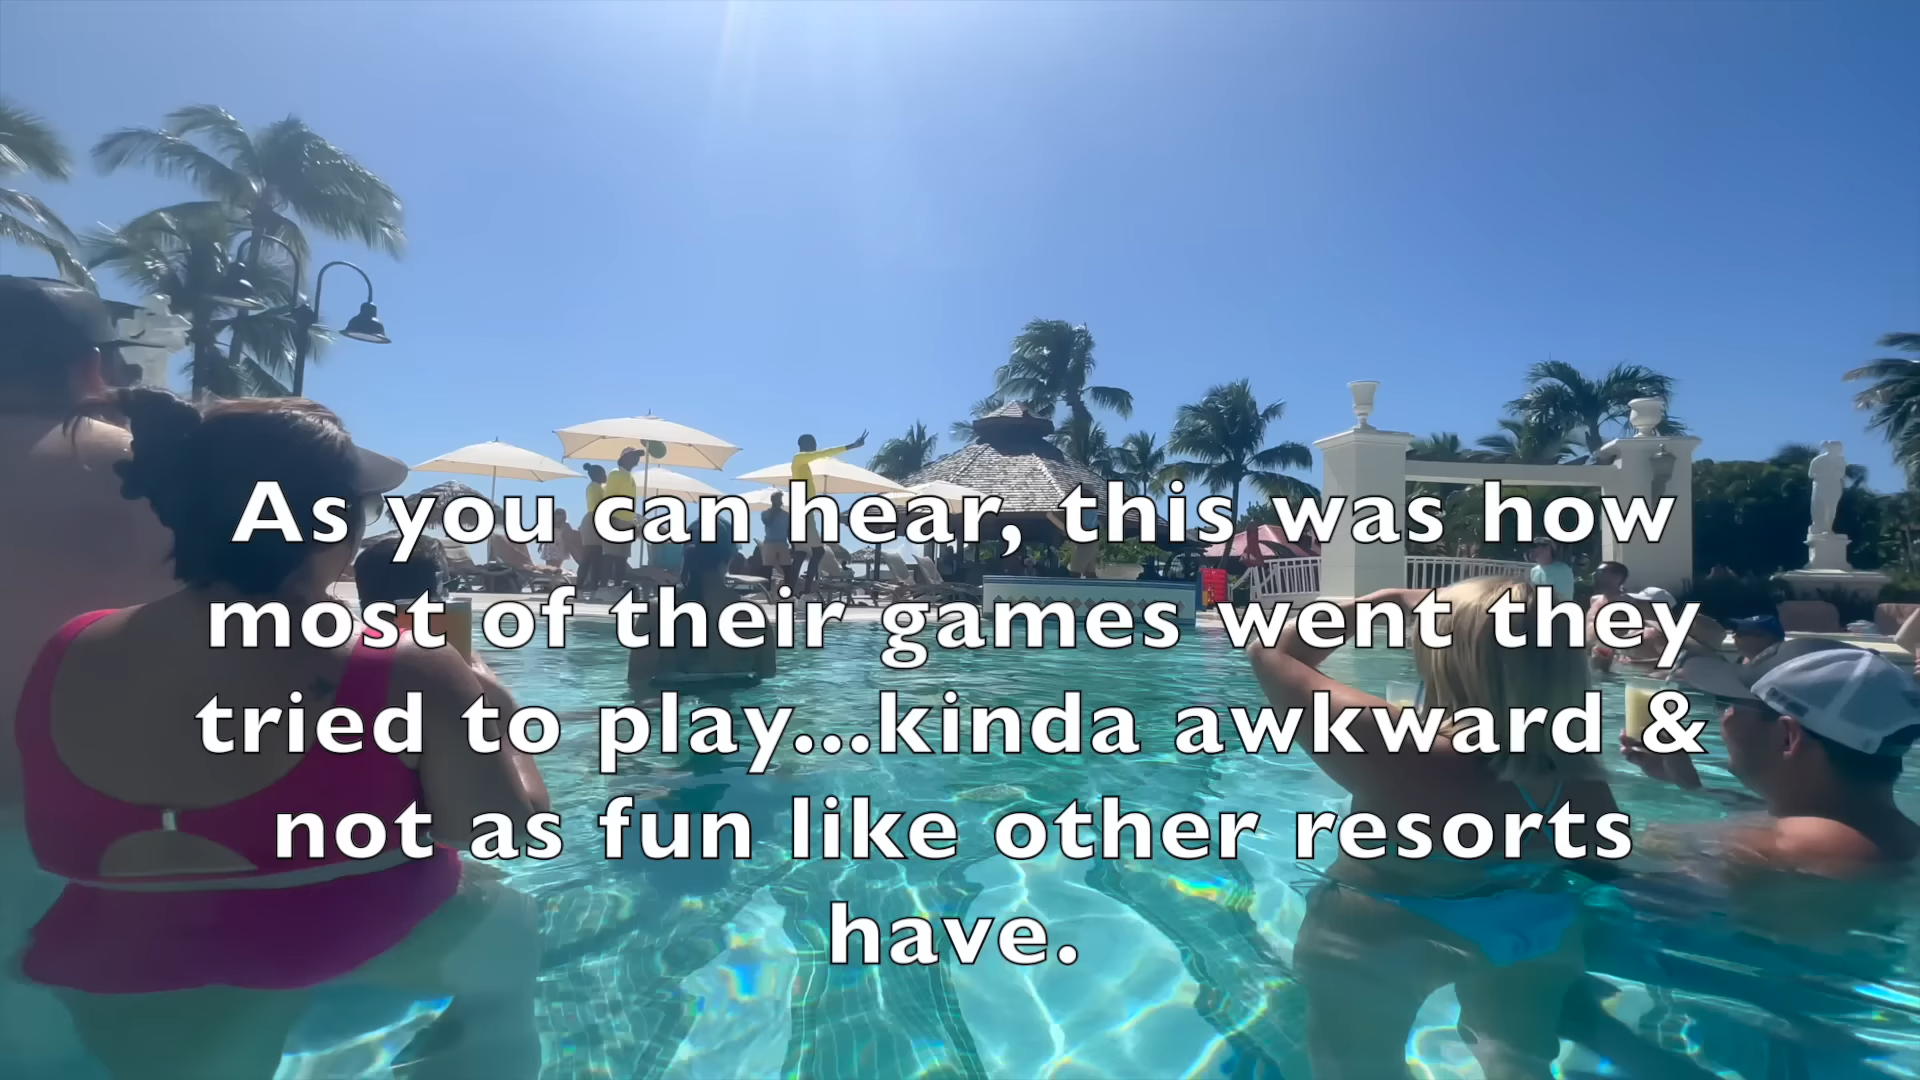 As you can hear, this was how
most of their games went they
tried to play...kinda awkward &
not as fun like other resorts
have.